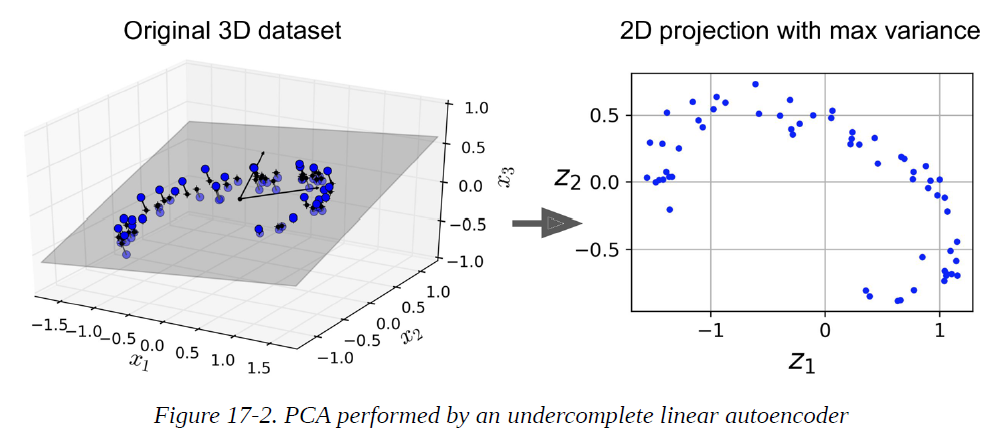 Original 3D dataset
2D projection with max variance
1.0
0.5
0.0
−0.5
−1.0
x3
1.0
0.5
0.0
−0.5
−1.0
x2
−1.5
−1.0
−0.5
0.0
0.5
1.0
1.5
x1
0.5
0.0
−0.5
z2
−1
0
1
z1
Figure 17-2. PCA performed by an undercomplete linear autoencoder